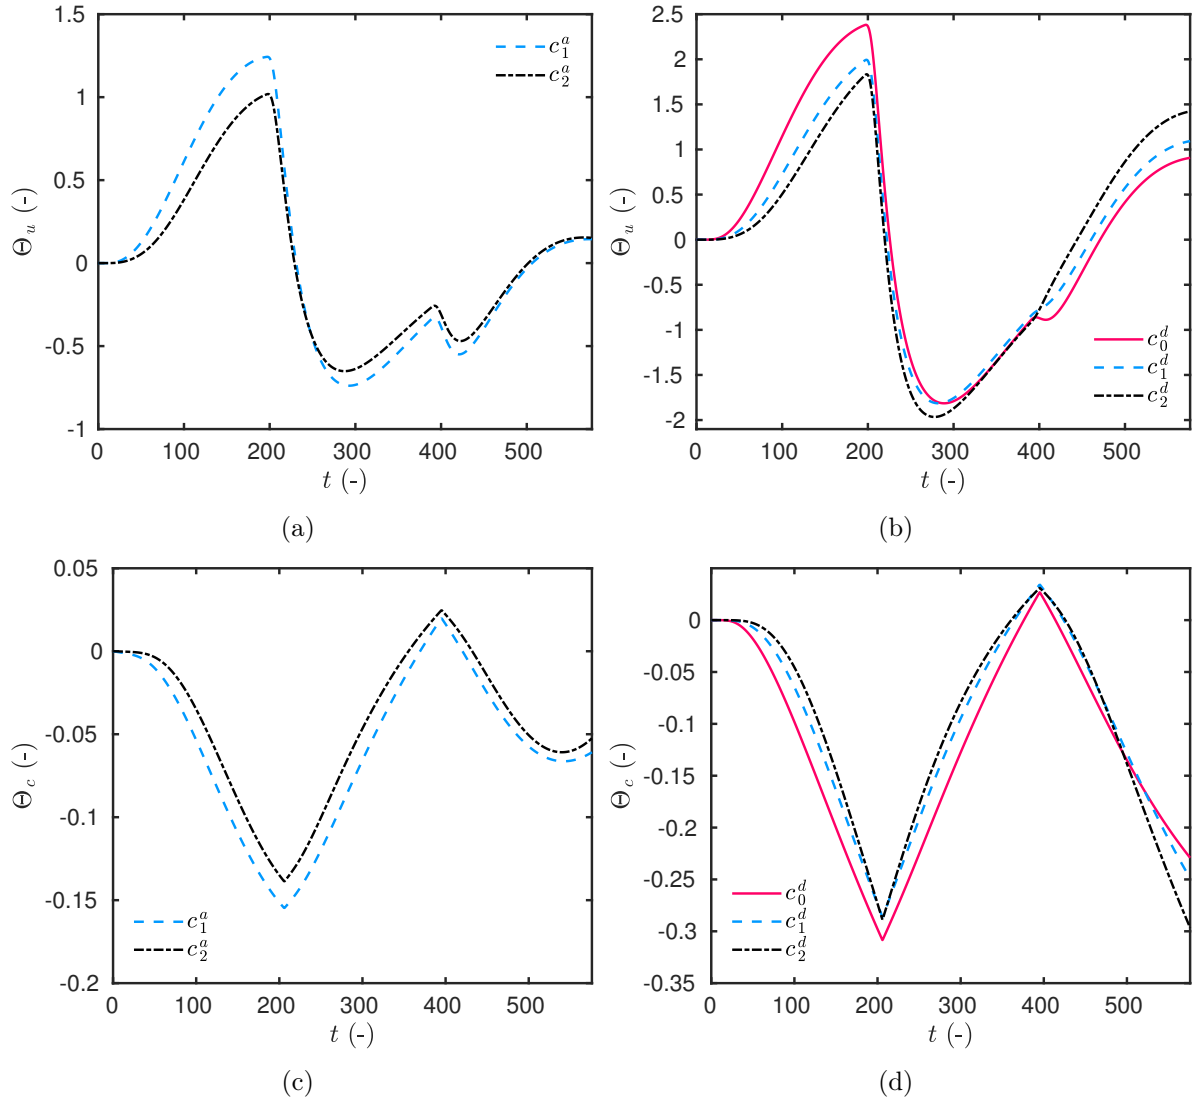 1.5
1
0.5
0
-0.5
-1
Θ_u (-)
0 100 200 300 400 500
t (-)
c_1^a
c_2^a
(a)
2.5
2
1.5
1
0.5
0
-0.5
-1
-1.5
-2
Θ_u (-)
0 100 200 300 400 500
t (-)
c_0^d
c_1^d
c_2^d
(b)
0.05
0
-0.05
-0.1
-0.15
-0.2
Θ_c (-)
0 100 200 300 400 500
t (-)
c_1^a
c_2^a
(c)
0
-0.05
-0.1
-0.15
-0.2
-0.25
-0.3
-0.35
Θ_c (-)
0 100 200 300 400 500
t (-)
c_0^d
c_1^d
c_2^d
(d)